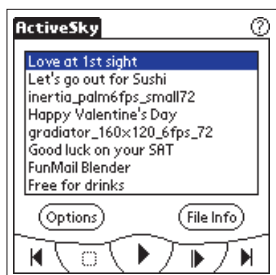 ActiveSky
?
Love at 1st sight
Let's go out for Sushi
inertia_palm6fps_small72
Happy Valentine's Day
gradiator_160x120_6fps_72
Good luck on your SAT
FunMail Blender
Free for drinks
Options File Info